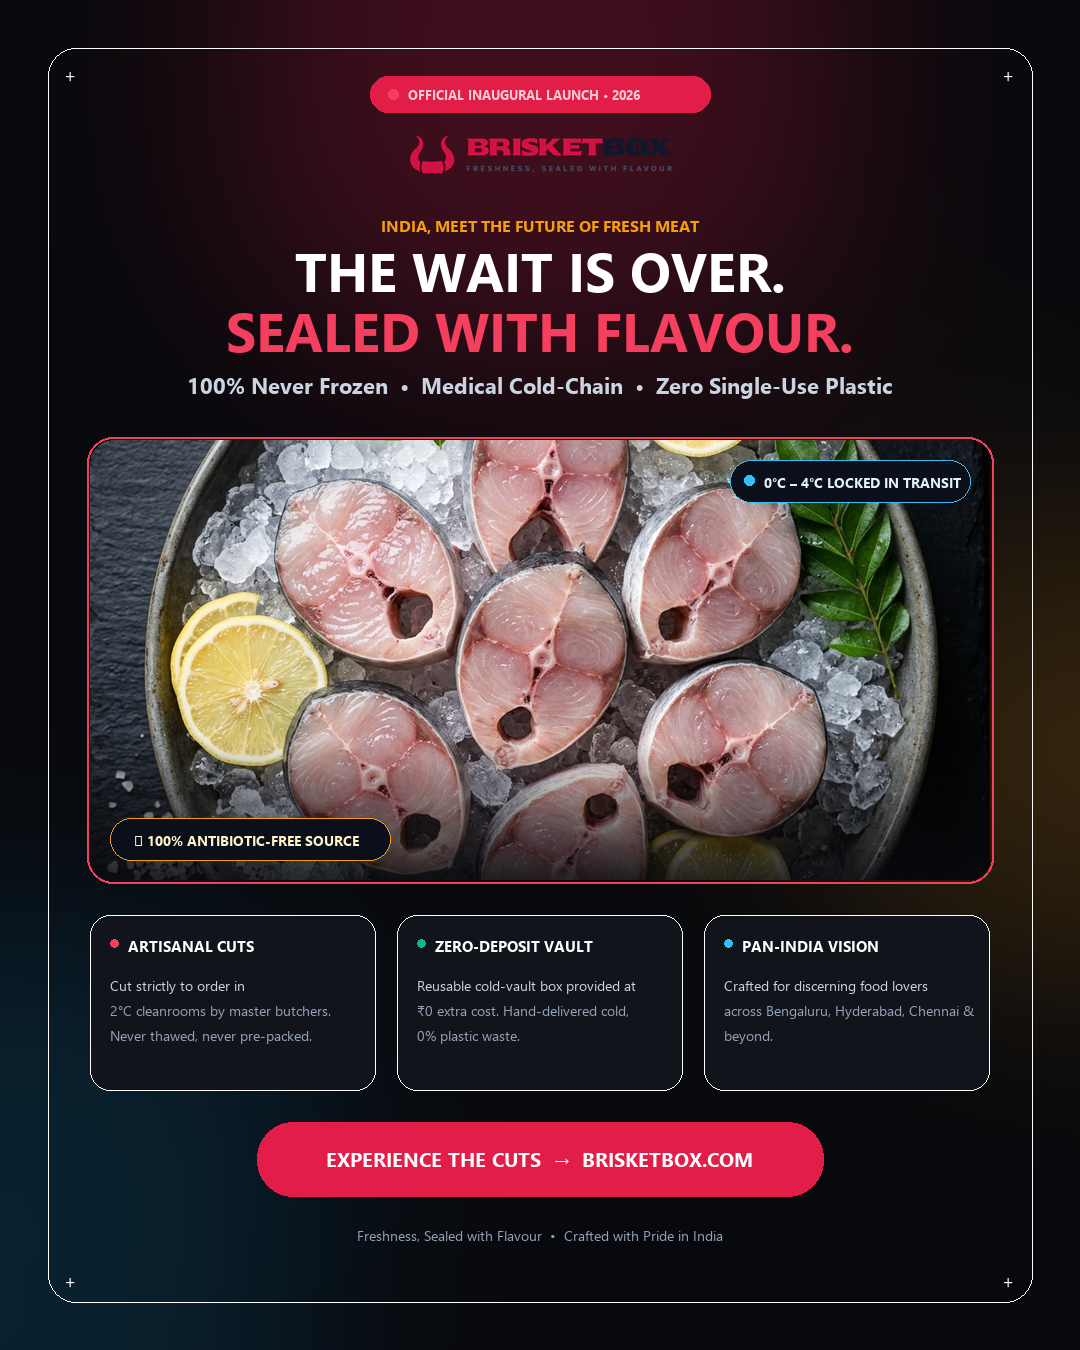 OFFICIAL INAUGURAL LAUNCH • 2026
BRISKETBOX
FRESHNESS, SEALED WITH FLAVOUR
INDIA, MEET THE FUTURE OF FRESH MEAT
THE WAIT IS OVER.
SEALED WITH FLAVOUR.
100% Never Frozen • Medical Cold-Chain • Zero Single-Use Plastic
0°C – 4°C LOCKED IN TRANSIT
100% ANTIBIOTIC-FREE SOURCE
ARTISANAL CUTS
Cut strictly to order in
2°C cleanrooms by master butchers.
Never thawed, never pre-packed.
ZERO-DEPOSIT VAULT
Reusable cold-vault box provided at
₹0 extra cost. Hand-delivered cold,
0% plastic waste.
PAN-INDIA VISION
Crafted for discerning food lovers
across Bengaluru, Hyderabad, Chennai &
beyond.
EXPERIENCE THE CUTS → BRISKETBOX.COM
Freshness, Sealed with Flavour • Crafted with Pride in India